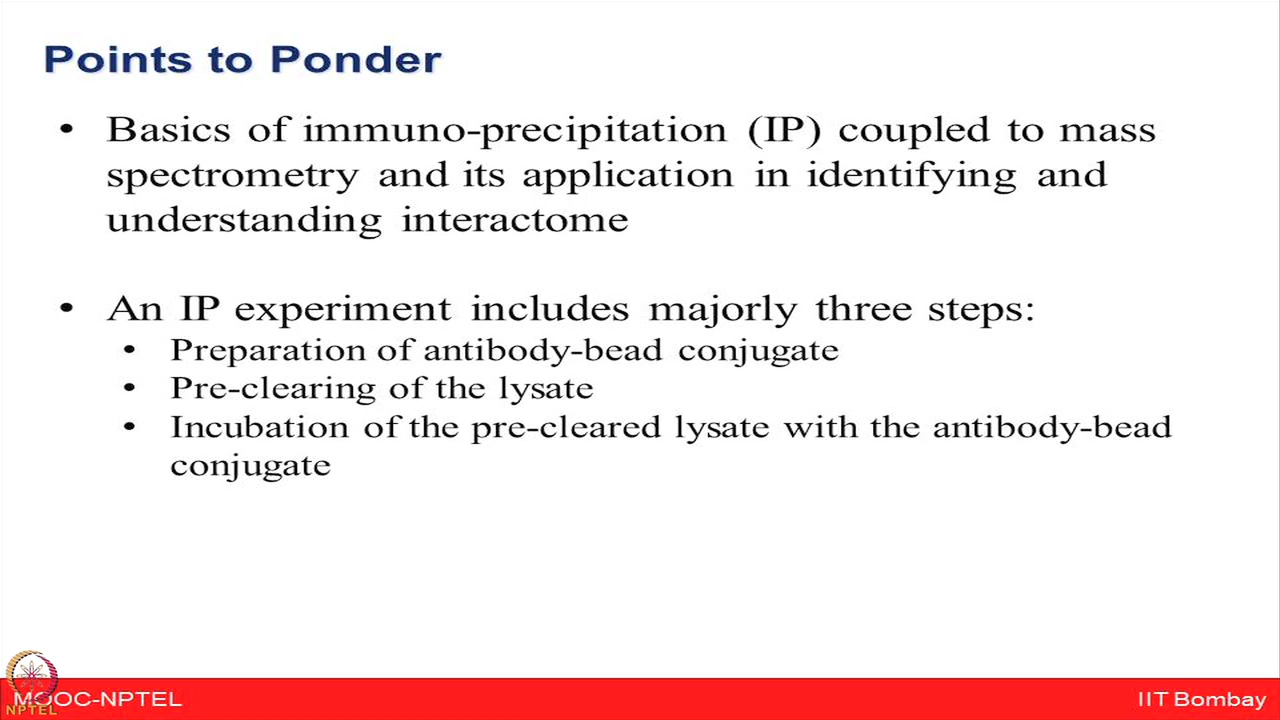 Points to Ponder
• Basics of immuno-precipitation (IP) coupled to mass
spectrometry and its application in identifying and
understanding interactome
• An IP experiment includes majorly three steps:
• Preparation of antibody-bead conjugate
• Pre-clearing of the lysate
• Incubation of the pre-cleared lysate with the antibody-bead
conjugate
MOOC-NPTEL
NPTEL
IIT Bombay